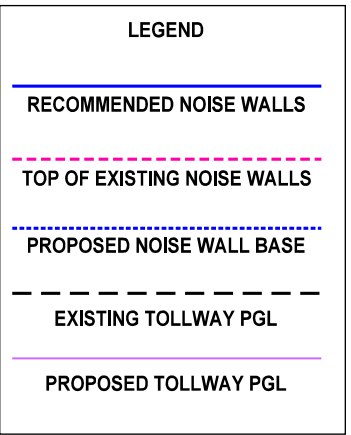 LEGEND
RECOMMENDED NOISE WALLS
TOP OF EXISTING NOISE WALLS
PROPOSED NOISE WALL BASE
EXISTING TOLLWAY PGL
PROPOSED TOLLWAY PGL